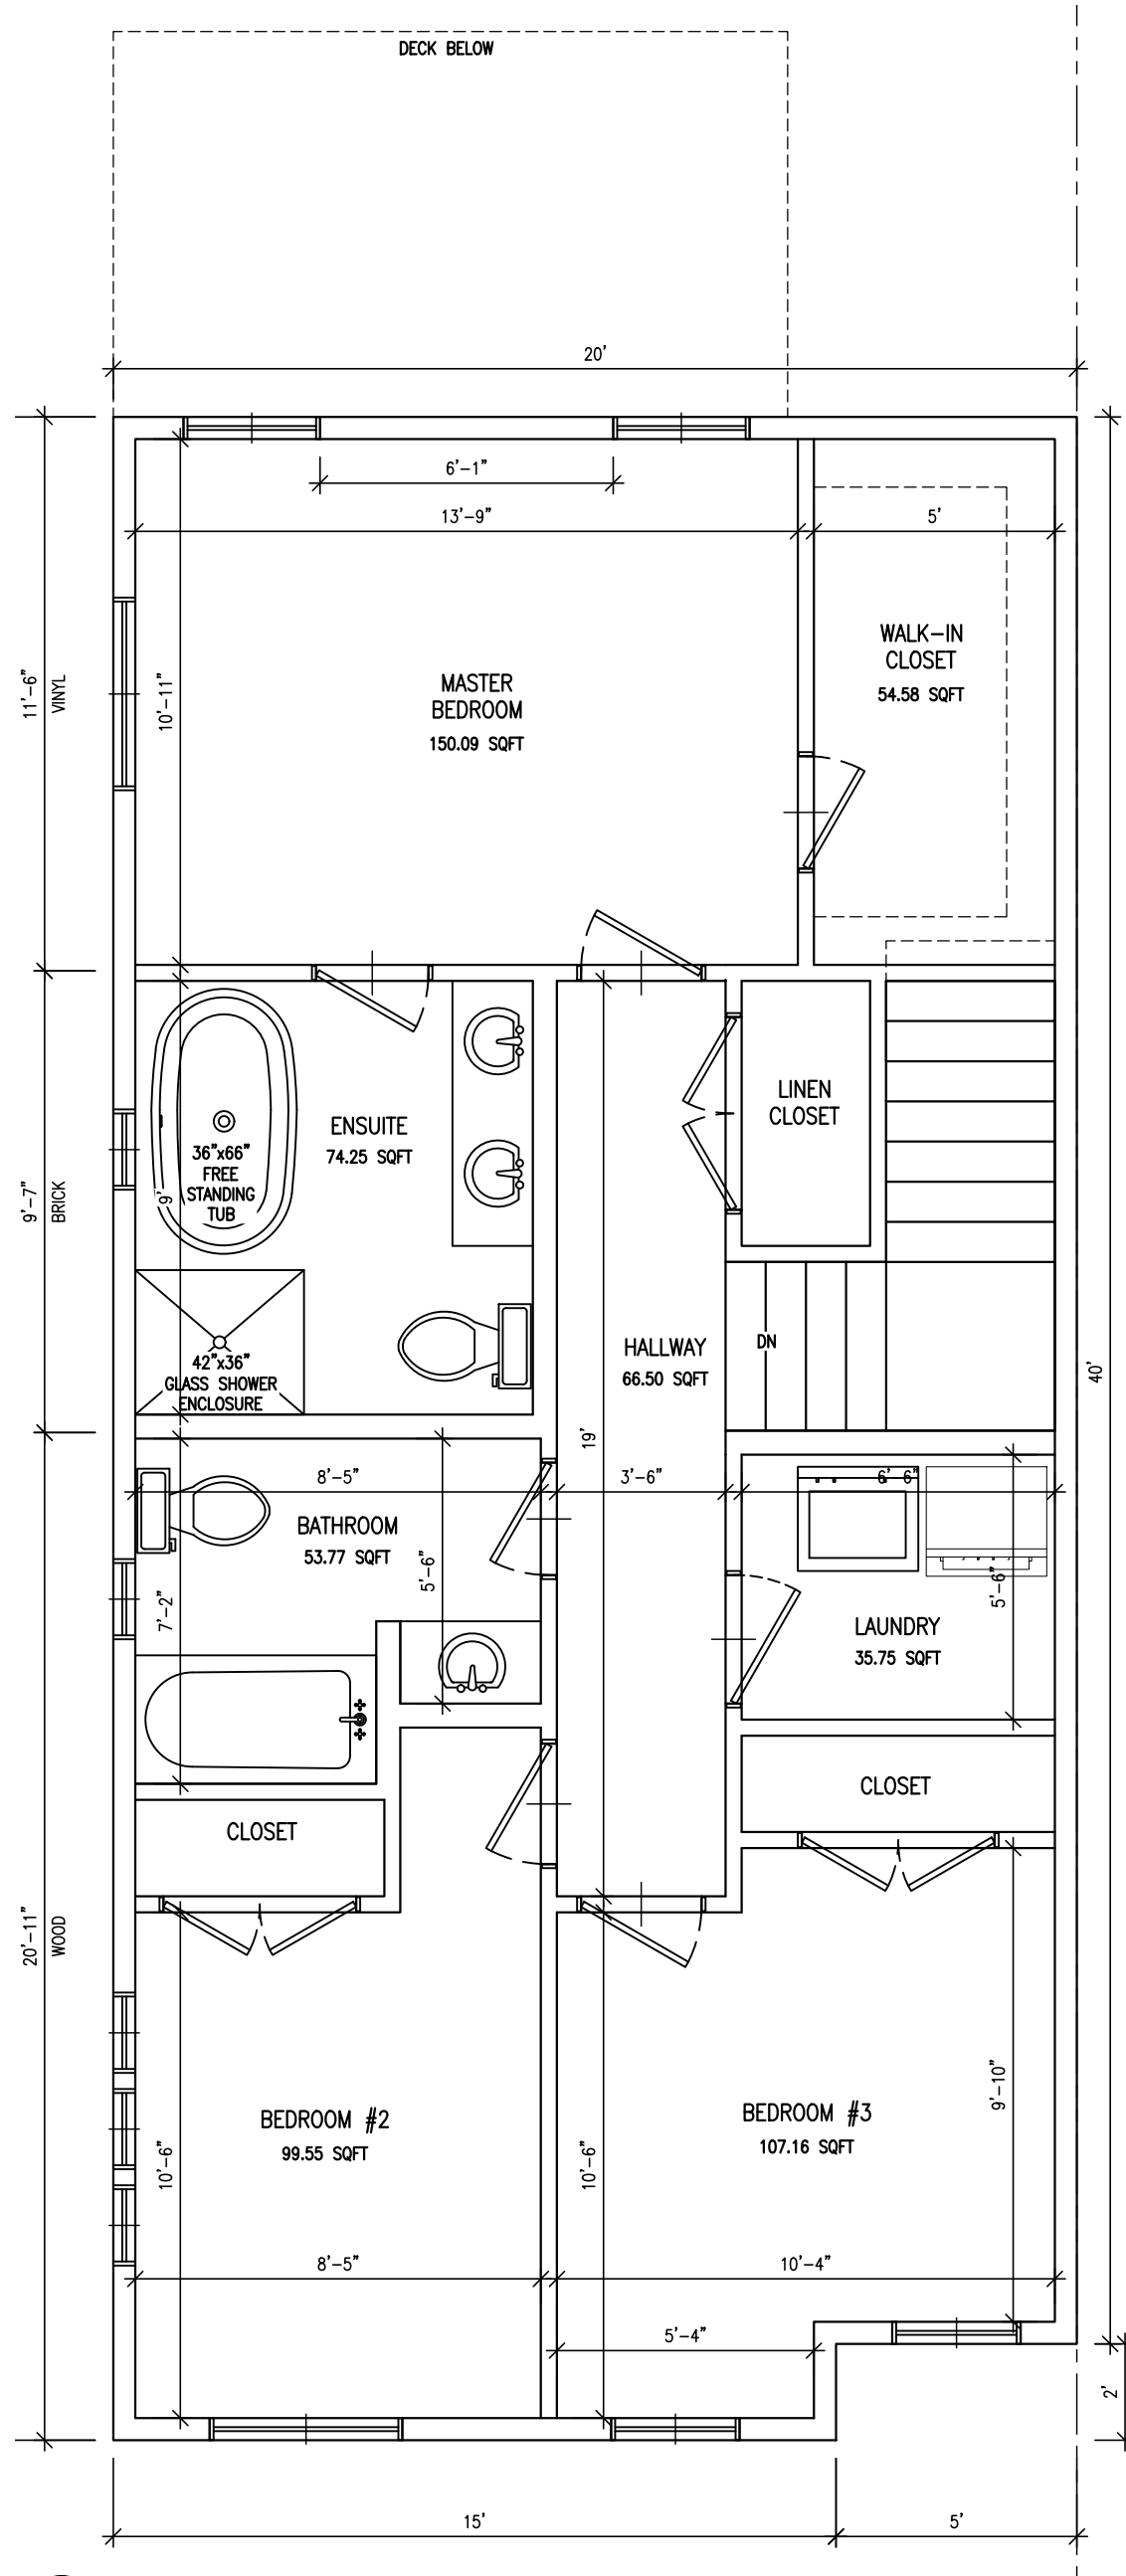 DECK BELOW
20'
6'-1"
13'-9"
5'
11'-6"
VINYL
10'-11"
MASTER
BEDROOM
150.09 SQFT
WALK-IN
CLOSET
54.58 SQFT
9'-7"
BRICK
36"x66"
FREE
STANDING
TUB
9'
ENSUITE
74.25 SQFT
LINEN
CLOSET
42"x36"
GLASS SHOWER
ENCLOSURE
HALLWAY
66.50 SQFT
DN
40'
19'
8'-5"
3'-6"
6'-6"
BATHROOM
53.77 SQFT
5'-6"
7'-2"
5'-6"
LAUNDRY
35.75 SQFT
CLOSET
CLOSET
20'-11"
WOOD
BEDROOM #2
99.55 SQFT
10'-6"
BEDROOM #3
107.16 SQFT
10'-6"
9'-10"
8'-5"
10'-4"
5'-4"
2'
15'
5'